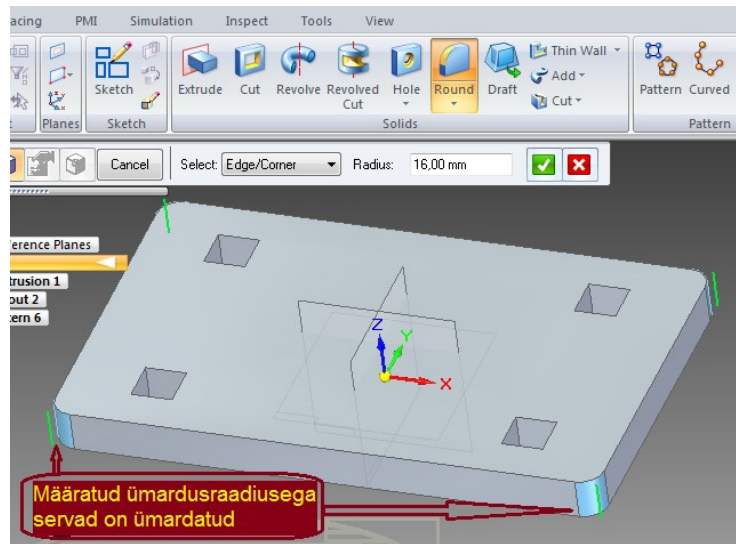 acing PMI Simulation Inspect Tools View
Sketch Extrude Cut Revolve Revolved Cut Hole Round Draft Thin Wall
Add
Cut
Pattern Curved
t Planes Sketch Solids Pattern
Cancel Select: Edge/Corner Radius: 16,00 mm
ference Planes
trusion 1
out 2
tern 6
Z
Y
X
Määratud ümardusraadiusega
servad on ümardatud